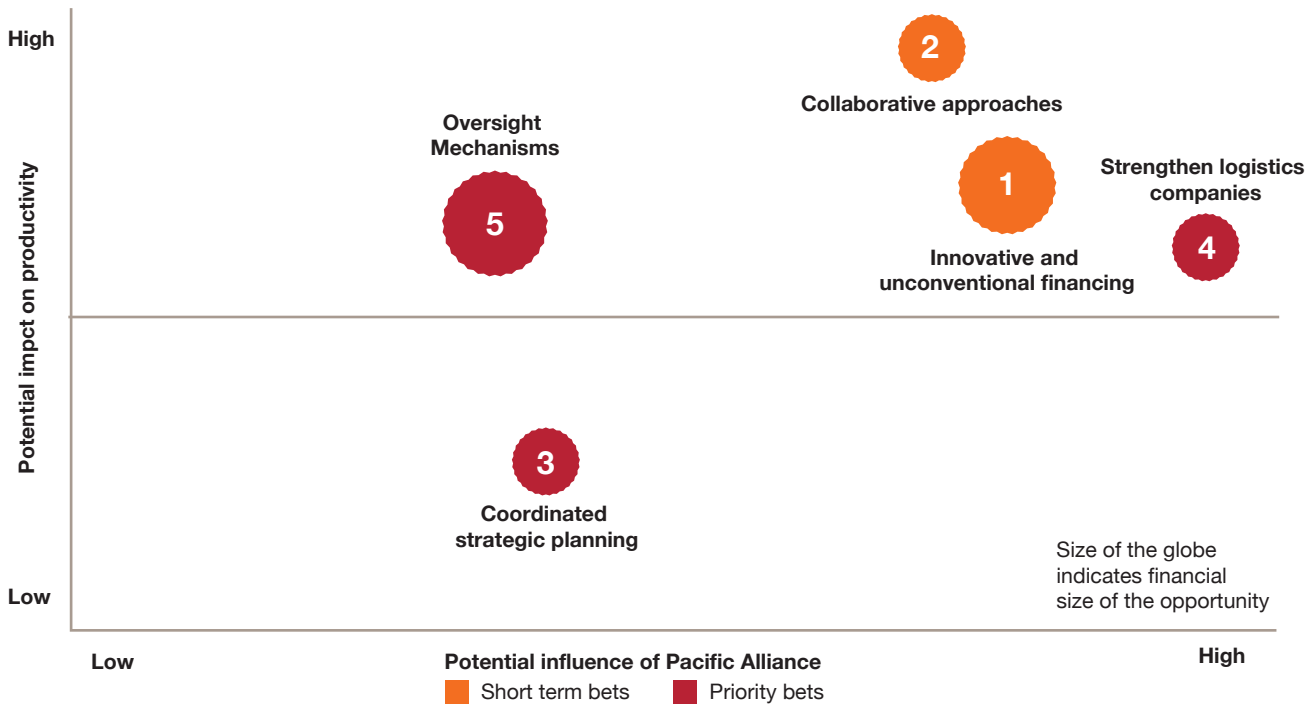 High
2
Collaborative approaches
Oversight
Mechanisms
5
1
Innovative and
unconventional financing
Strengthen logistics
companies
4
Potential impct on productivity
3
Coordinated
strategic planning
Size of the globe
indicates financial
size of the opportunity
Low
Low
Potential influence of Pacific Alliance
High
Short term bets
Priority bets